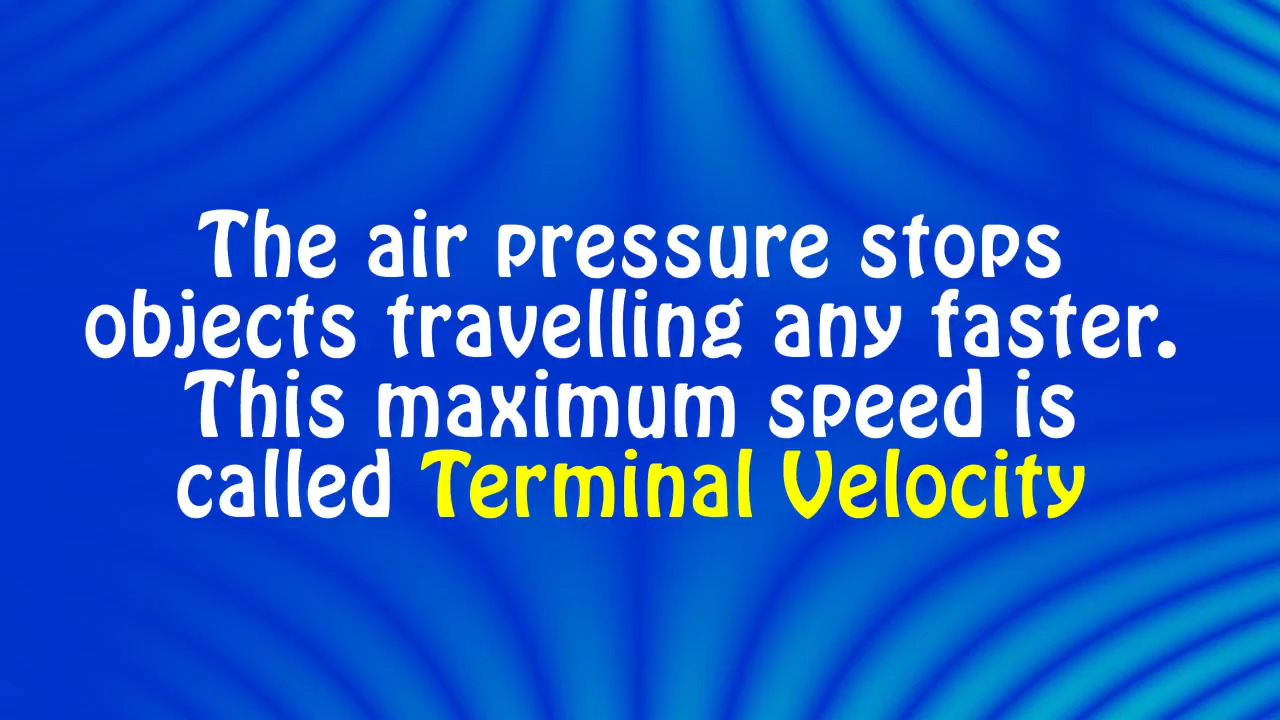 The air pressure stops
objects travelling any faster.
This maximum speed is
called Terminal Velocity